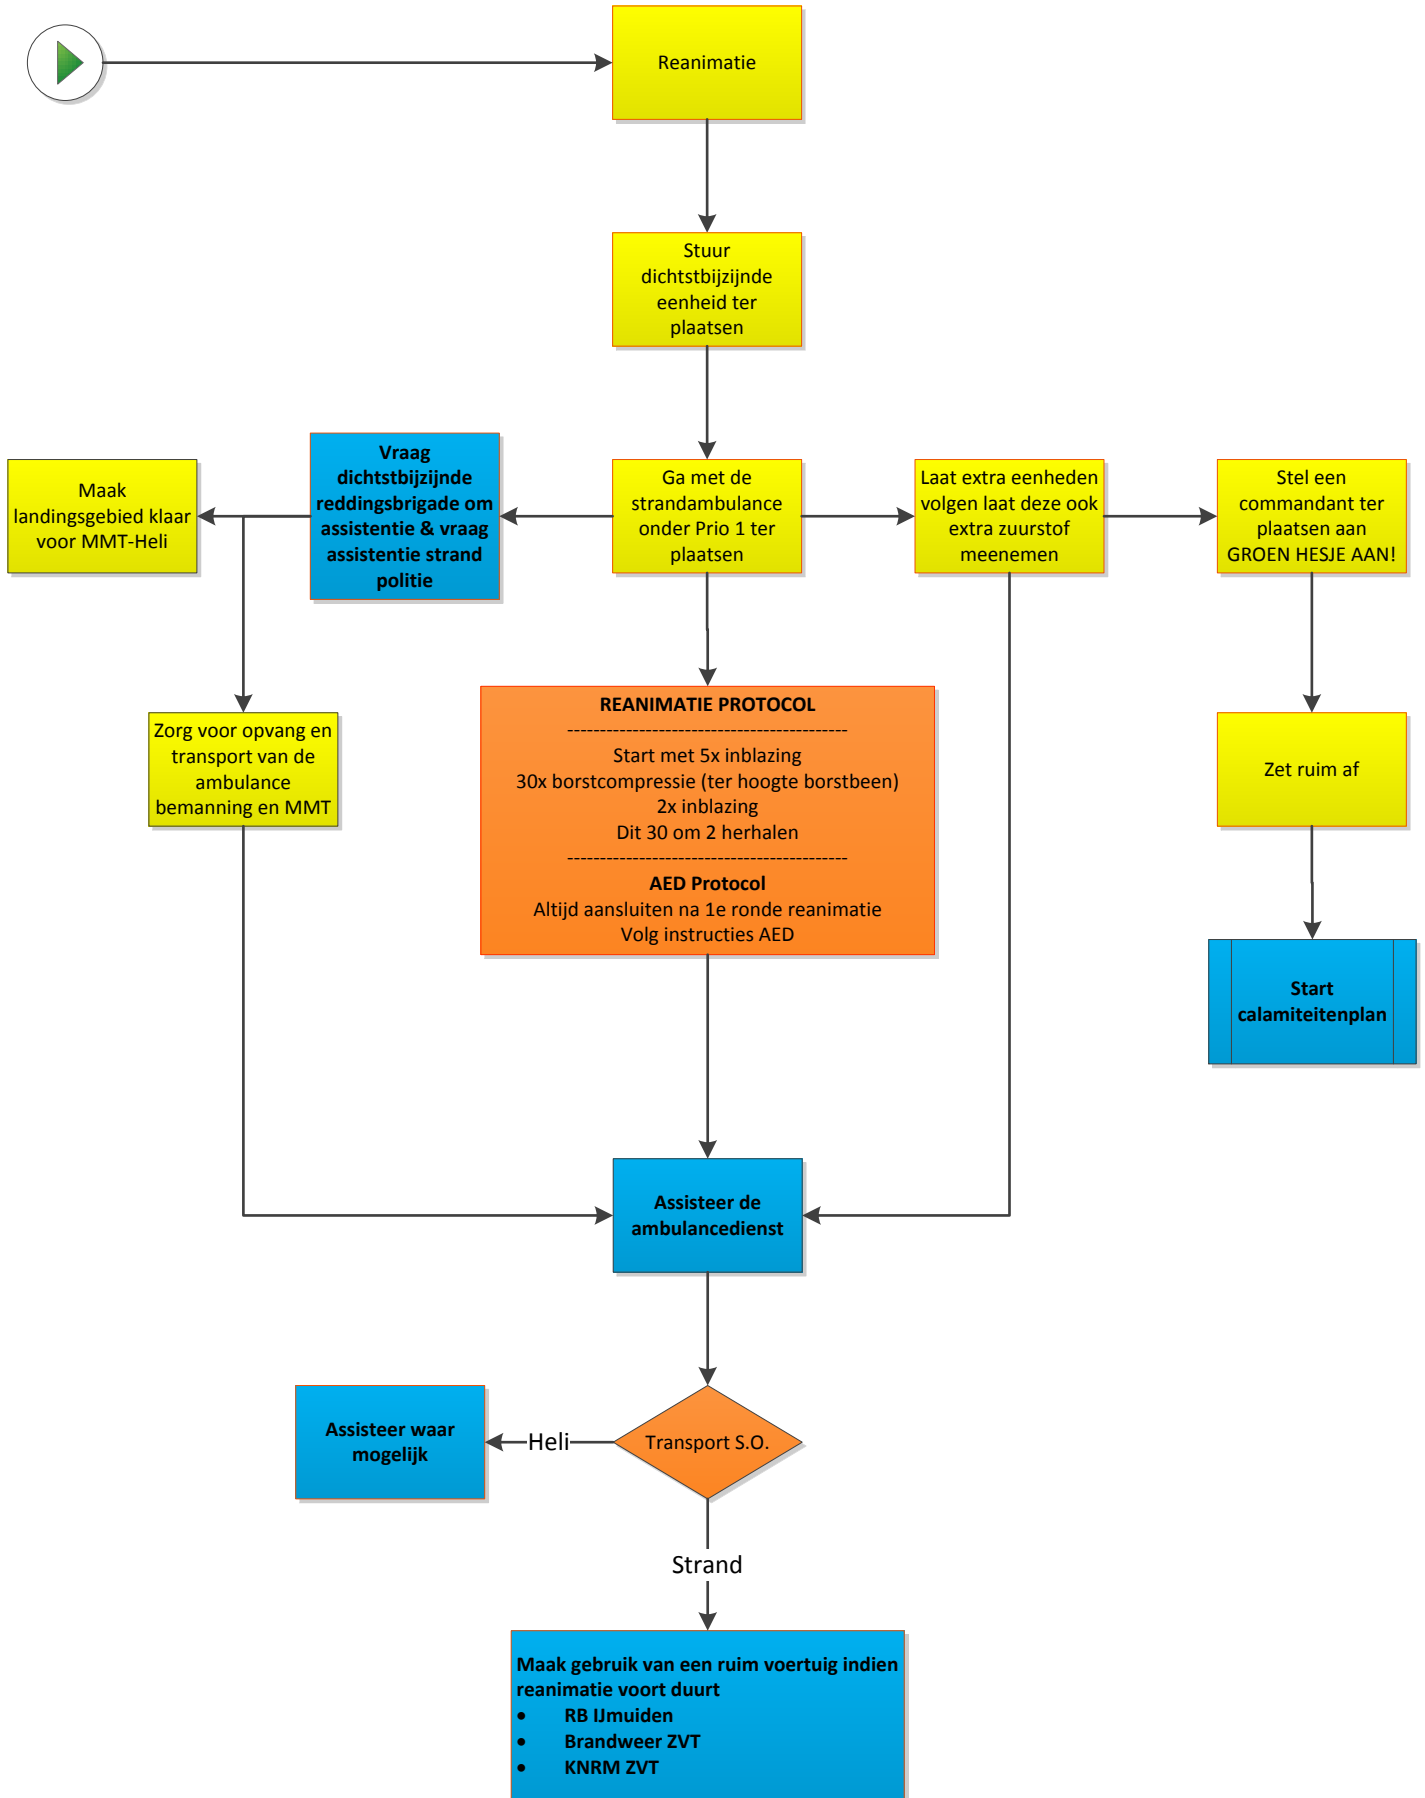 Reanimatie
Stuur
dichtstbijzijnde
eenheid ter
plaatsen
Maak
landingsgebied klaar
voor MMT-Heli
Vraag
dichtstbijzijnde
reddingsbrigade om
assistentie & vraag
assistentie strand
politie
Ga met de
strandambulance
onder Prio 1 ter
plaatsen
Laat extra eenheden
volgen laat deze ook
extra zuurstof
meenemen
Stel een
commandant ter
plaatsen aan
GROEN HESJE AAN!
Zorg voor opvang en
transport van de
ambulance
bemanning en MMT
REANIMATIE PROTOCOL
-------------------------------------------
Start met 5x inblazing
30x borstcompressie (ter hoogte borstbeen)
2x inblazing
Dit 30 om 2 herhalen
-------------------------------------------
AED Protocol
Altijd aansluiten na 1e ronde reanimatie
Volg instructies AED
Zet ruim af
Start
calamiteitenplan
Assisteer de
ambulancedienst
Assisteer waar
mogelijk
Heli
Transport S.O.
Strand
Maak gebruik van een ruim voertuig indien
reanimatie voort duurt
• RB IJmuiden
• Brandweer ZVT
• KNRM ZVT